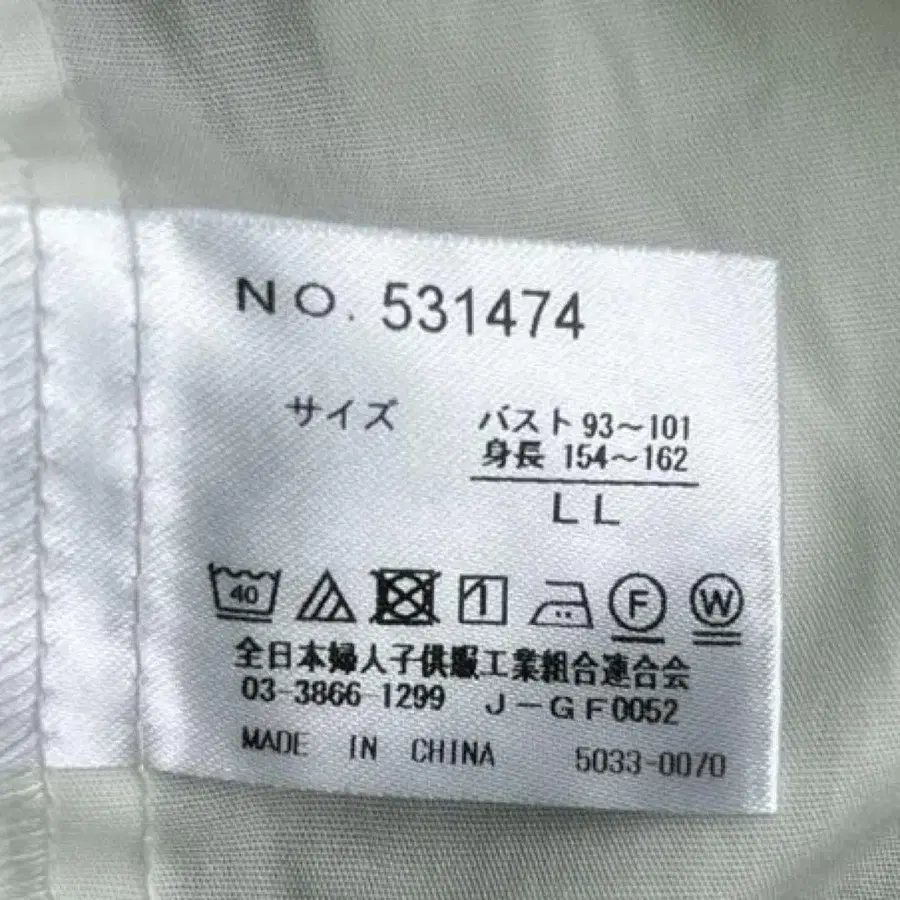 NO. 531474
サイズ
バスト 93〜101
身長 154〜162
LL
40 F W
全日本婦人子供服工業組合連合会
03-3866-1299 J-GF0052
MADE IN CHINA 5033-0070